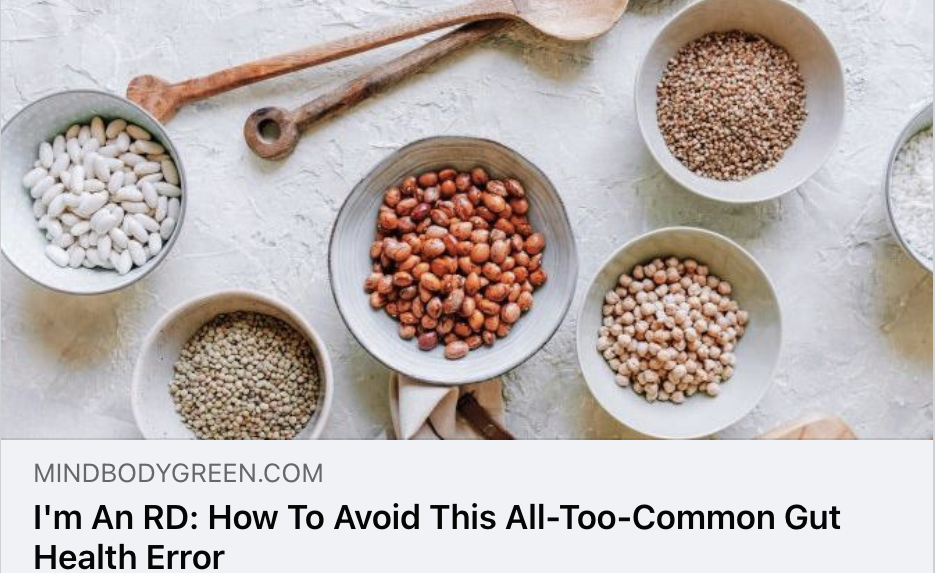 MINDBODYGREEN.COM
I'm An RD: How To Avoid This All-Too-Common Gut
Health Error